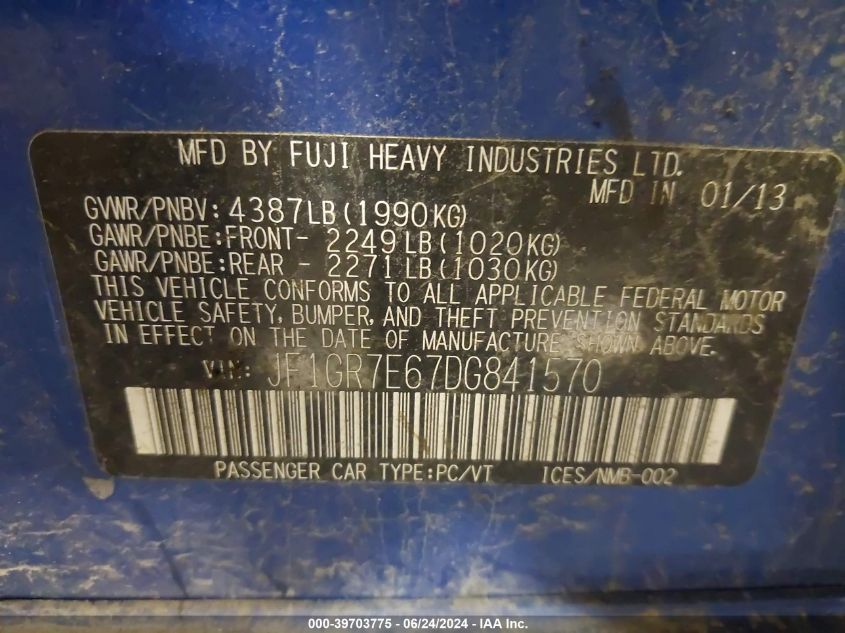 MFD BY FUJI HEAVY INDUSTRIES LTD.
MFD IN 01/13
GVWR/PNBV: 4387LB(1990KG)
GAWR/PNBE:FRONT- 2249LB(1020KG)
GAWR/PNBE:REAR - 2271LB(1030KG)
THIS VEHICLE CONFORMS TO ALL APPLICABLE FEDERAL MOTOR
VEHICLE SAFETY, BUMPER, AND THEFT PREVENTION STANDARDS
IN EFFECT ON THE DATE OF MANUFACTURE SHOWN ABOVE.
VIN: JF1GR7E67DG841570
PASSENGER CAR TYPE:PC/VT ICES/NMB-002
000-39703775 - 06/24/2024 - IAA Inc.